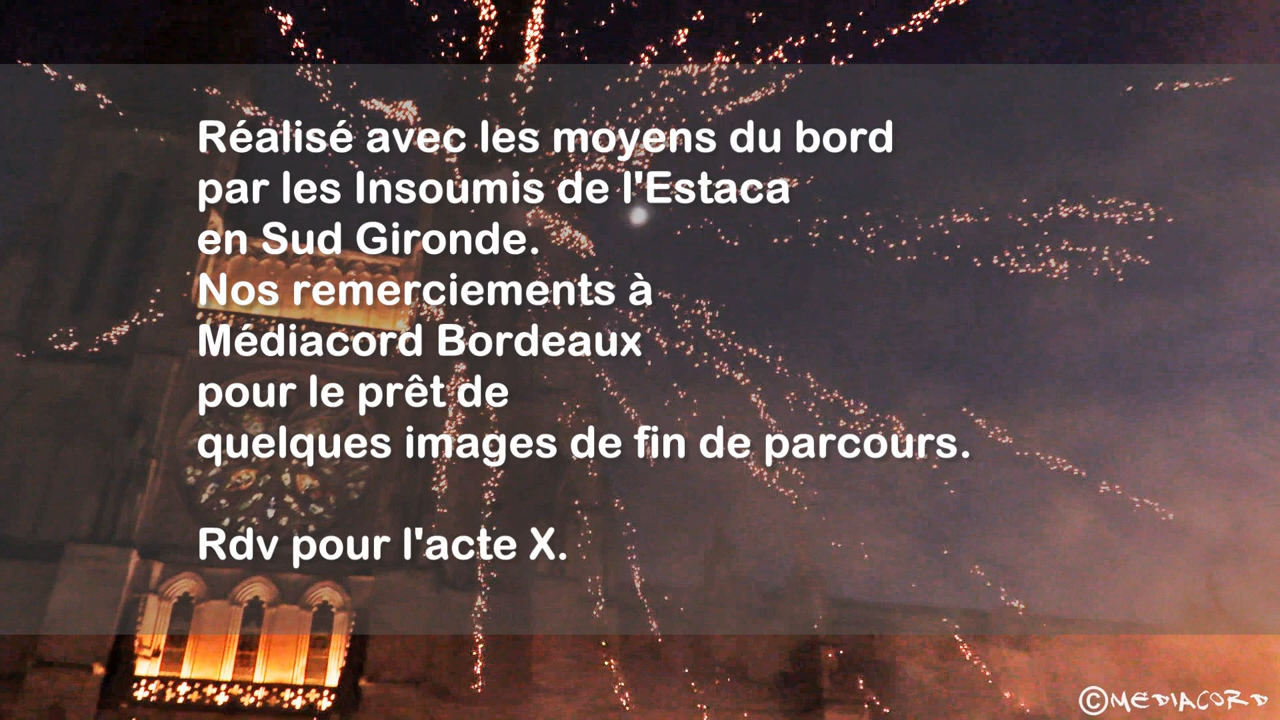 Réalisé avec les moyens du bord
par les Insoumis de l'Estaca
en Sud Gironde.
Nos remerciements à
Médiacord Bordeaux
pour le prêt de
quelques images de fin de parcours.
Rdv pour l'acte X.
©MEDIACORD